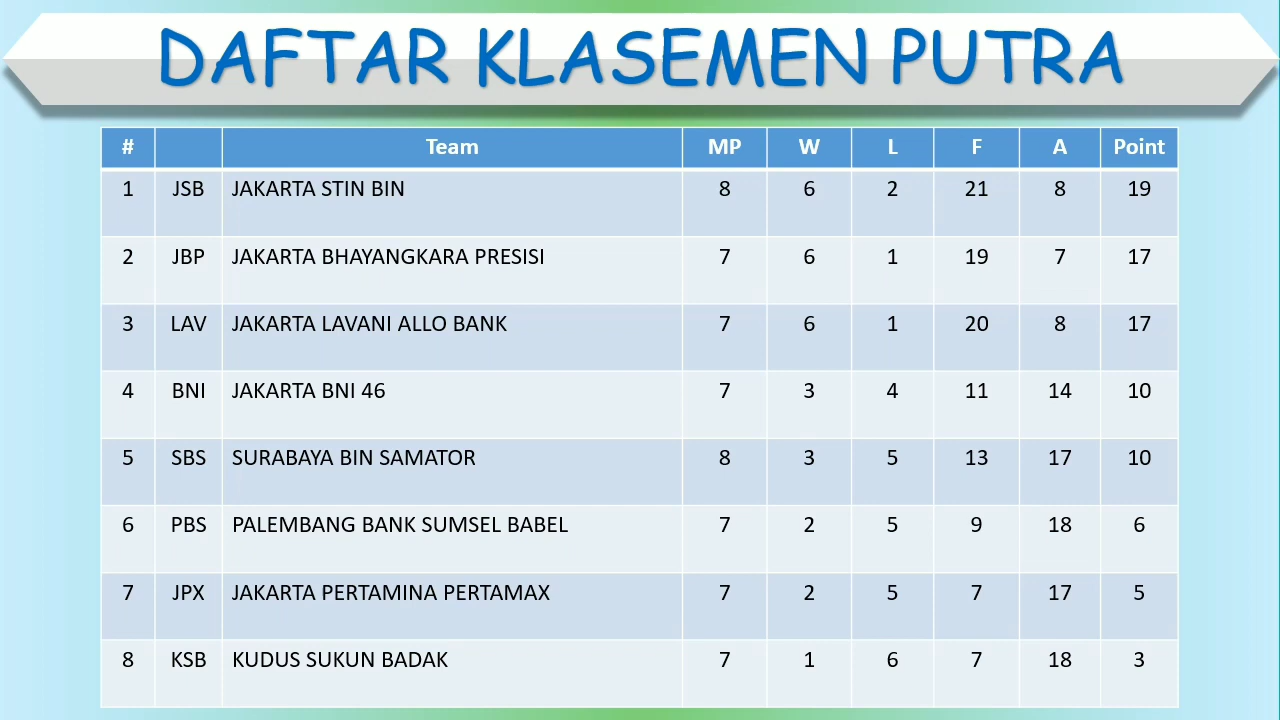 DAFTAR KLASEMEN PUTRA
# Team MP W L F A Point
1 JSB JAKARTA STIN BIN 8 6 2 21 8 19
2 JBP JAKARTA BHAYANGKARA PRESISI 7 6 1 19 7 17
3 LAV JAKARTA LAVANI ALLO BANK 7 6 1 20 8 17
4 BNI JAKARTA BNI 46 7 3 4 11 14 10
5 SBS SURABAYA BIN SAMATOR 8 3 5 13 17 10
6 PBS PALEMBANG BANK SUMSEL BABEL 7 2 5 9 18 6
7 JPX JAKARTA PERTAMINA PERTAMAX 7 2 5 7 17 5
8 KSB KUDUS SUKUN BADAK 7 1 6 7 18 3